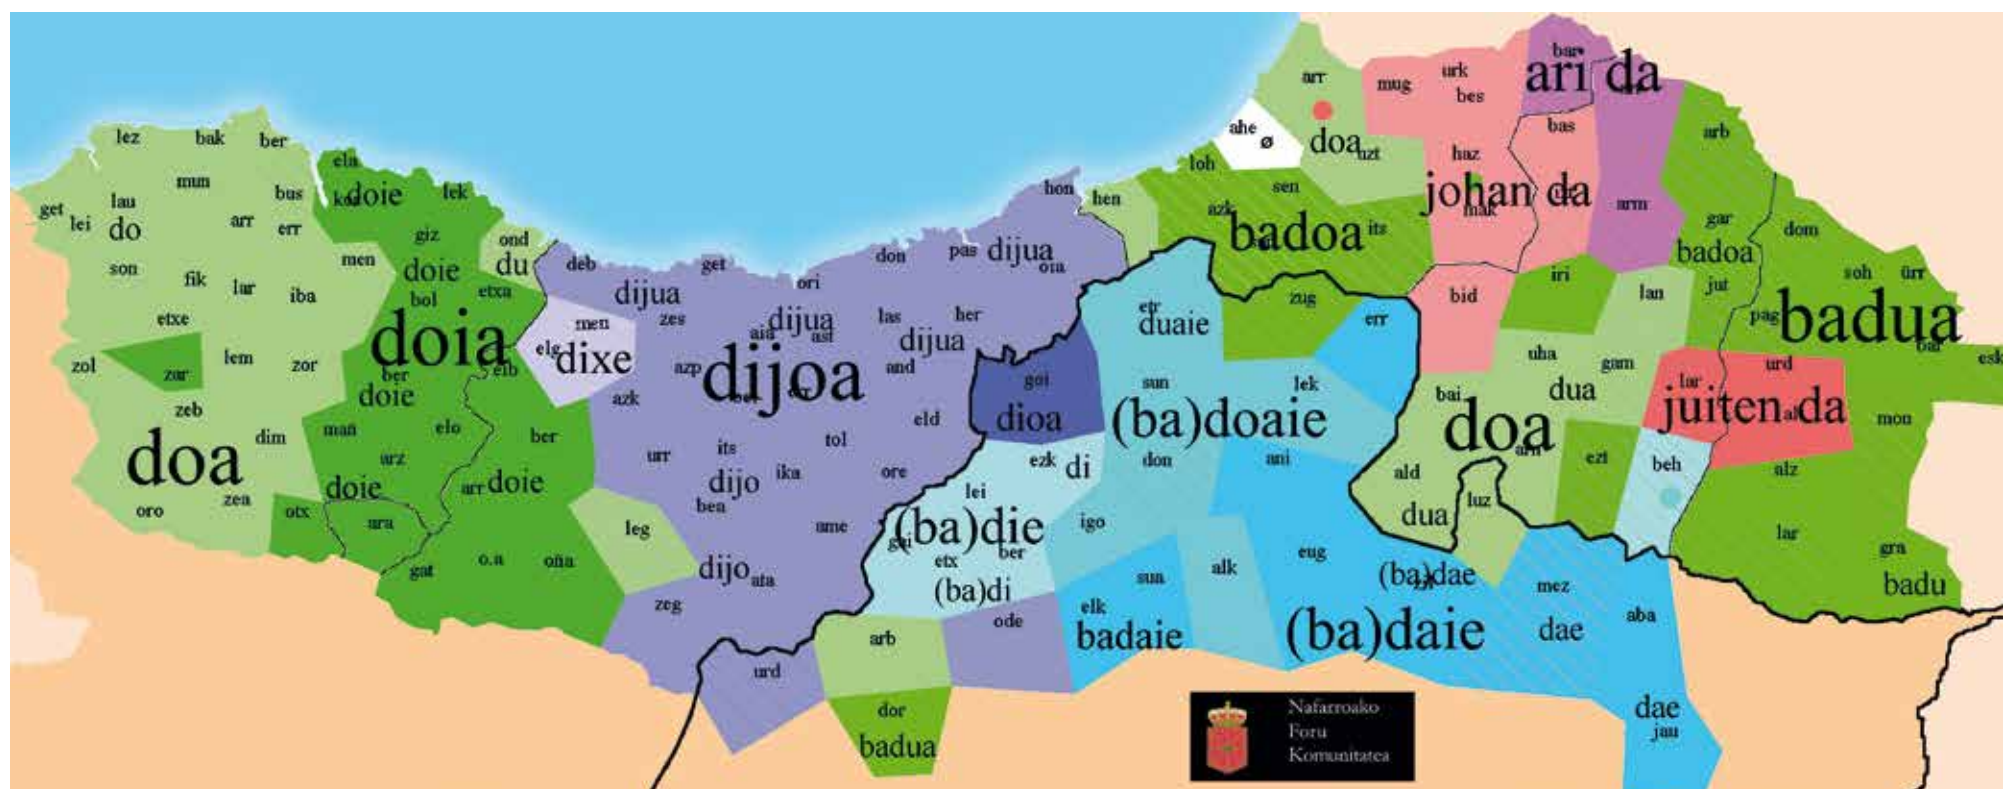 bar
ari da
arr
mug
urk
bes
lez
bak
ber
ahe
ø
doa
azt
bas
haz
arb
ela
loh
sen
mun
bus
kor
doie
lek
hon
hen
johan da
mak
arm
get
lau
lei
do
arr
err
azk
badoa
its
gar
badoa
dom
giz
ond
du
deb
get
don
pas
dijua
oia
son
fik
lar
iba
men
doie
bol
etxa
ori
dijua
zug
bid
iri
lan
jut
soh
ürr
etxe
doia
men
zes
aia
dijua
ast
las
her
dijua
etr
duaie
err
pag
badua
bar
esk
zol
zar
lem
zor
ber
doie
eib
elg
dixe
azp
dijoa
and
goi
dioa
sun
lek
uha
gam
dua
urd
lar
juiten da
zeb
azk
eld
(ba)doaie
bai
doa
mon
dim
doa
mañ
elo
ber
its
tol
arz
urr
dijo
ika
ore
ezk
di
don
ani
ald
ezt
beh
alz
oro
zea
otx
doie
ara
arr
doie
leg
bea
ame
lei
(ba)die
igo
dua
luz
lar
gat
o.a
oña
dijo
ata
etx
ber
(ba)di
sua
alk
eug
(ba)dae
mez
gra
badu
zeg
arb
ode
elk
badaie
(ba)daie
dae
aba
urd
dor
badua
dae
jau
Nafarroako
Foru
Komunitatea